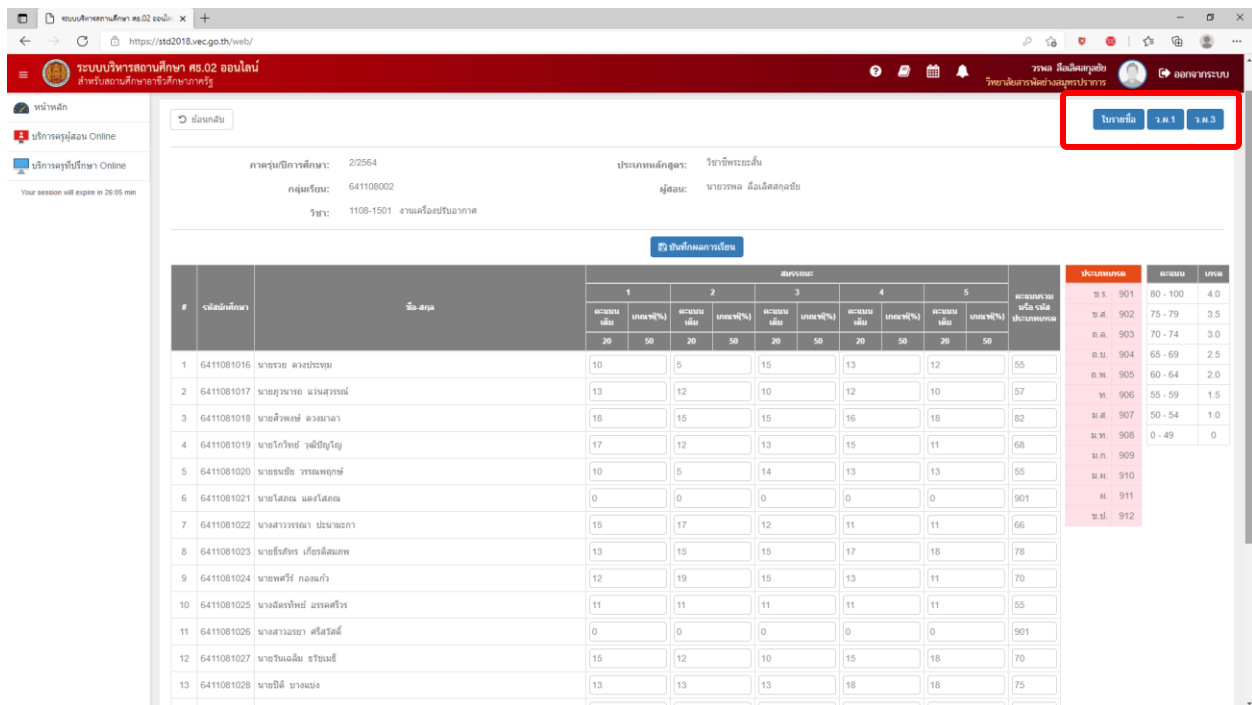 ระบบบริหารสถานศึกษา ศธ.02 ออนไลน์
https://std2018.vec.go.th/web/
ระบบบริหารสถานศึกษา ศธ.02 ออนไลน์
สำหรับสถานศึกษาอาชีวศึกษาภาครัฐ
วรพล ลือเลิศสกุลชัย
วิทยาลัยสารพัดช่างสมุทรปราการ
ออกจากระบบ
หน้าหลัก
บริการครูผู้สอน Online
บริการครูที่ปรึกษา Online
Your session will expire in 26:05 min
ย้อนกลับ
ใบรายชื่อ ว.ผ.1 ว.ผ.3
ภาคเรียน/ปีการศึกษา: 2/2564 ประเภทหลักสูตร: วิชาชีพระยะสั้น
กลุ่มเรียน: 641108002 ผู้สอน: นายวรพล ลือเลิศสกุลชัย
วิชา: 1108-1501 งานเครื่องปรับอากาศ
บันทึกผลการเรียน
# รหัสนักศึกษา ชื่อ-สกุล สมรรถนะ คะแนนรวม หรือ รหัส ประเภทเกรด
1 2 3 4 5
คะแนนเต็ม เกณฑ์(%) คะแนนเต็ม เกณฑ์(%) คะแนนเต็ม เกณฑ์(%) คะแนนเต็ม เกณฑ์(%) คะแนนเต็ม เกณฑ์(%)
20 50 20 50 20 50 20 50 20 50
1 6411081016 นายรวย ดวงประทุม 10 5 15 13 12 55
2 6411081017 นายภูวนารถ แว่นสุวรรณ์ 13 12 10 12 10 57
3 6411081018 นายศิวพงษ์ ดวงมาลา 18 15 15 16 18 82
4 6411081019 นายโกวิทย์ วุฒิปัญโญ 17 12 13 15 11 68
5 6411081020 นายธนชัย วรรณพฤกษ์ 10 5 14 13 13 55
6 6411081021 นายโสภณ แดงโสภณ 0 0 0 0 0 901
7 6411081022 นางสาววรรณา ปะนามะกา 15 17 12 11 11 66
8 6411081023 นายธีรภัทร เกียรติสมภพ 13 15 15 17 18 78
9 6411081024 นายพศวีร์ กองแก้ว 12 19 15 13 11 70
10 6411081025 นางฉัตรทิพย์ อรรคศรีวร 11 11 11 11 11 55
11 6411081026 นางสาวอรยา ศรีสวัสดิ์ 0 0 0 0 0 901
12 6411081027 นายวันเฉลิม ธวัชเมธี 15 12 10 15 18 70
13 6411081028 นายปิติ บางแบ่ง 13 13 13 18 18 75
ประเภทเกรด
ข.ร. 901
ข.ส. 902
ถ.ล. 903
ถ.น. 904
ถ.พ. 905
ท. 906
ม.ส. 907
ม.ท. 908
ม.ก. 909
ม.ผ. 910
ผ. 911
ข.ป. 912
คะแนน เกรด
80 - 100 4.0
75 - 79 3.5
70 - 74 3.0
65 - 69 2.5
60 - 64 2.0
55 - 59 1.5
50 - 54 1.0
0 - 49 0